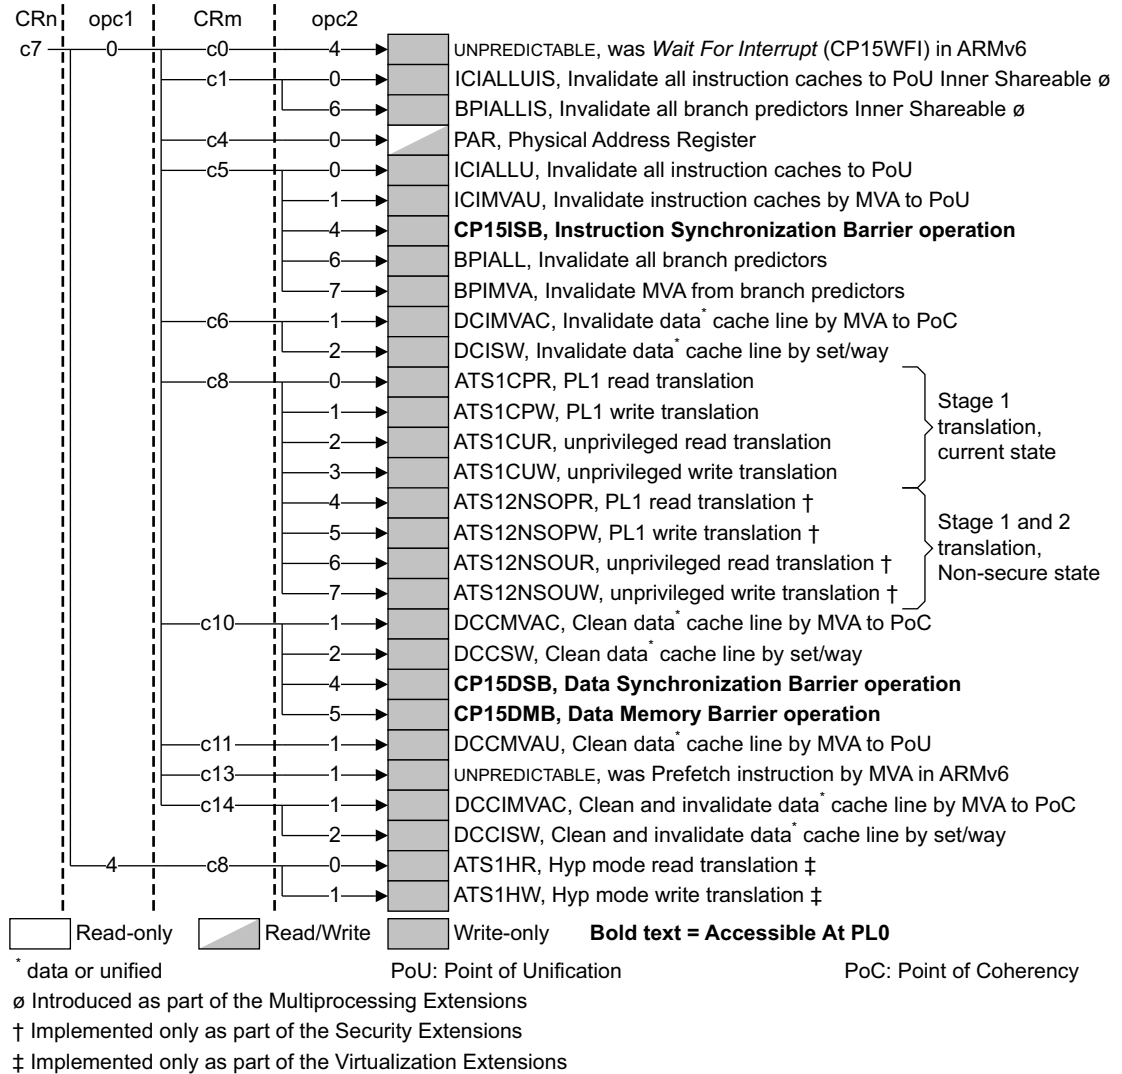 CRn opc1 CRm opc2
c7 0 c0 4 UNPREDICTABLE, was Wait For Interrupt (CP15WFI) in ARMv6
c1 0 ICIALLUIS, Invalidate all instruction caches to PoU Inner Shareable ø
6 BPIALLIS, Invalidate all branch predictors Inner Shareable ø
c4 0 PAR, Physical Address Register
c5 0 ICIALLU, Invalidate all instruction caches to PoU
1 ICIMVAU, Invalidate instruction caches by MVA to PoU
4 CP15ISB, Instruction Synchronization Barrier operation
6 BPIALL, Invalidate all branch predictors
7 BPIMVA, Invalidate MVA from branch predictors
c6 1 DCIMVAC, Invalidate data* cache line by MVA to PoC
2 DCISW, Invalidate data* cache line by set/way
c8 0 ATS1CPR, PL1 read translation
1 ATS1CPW, PL1 write translation
2 ATS1CUR, unprivileged read translation
3 ATS1CUW, unprivileged write translation
Stage 1
translation,
current state
4 ATS12NSOPR, PL1 read translation †
5 ATS12NSOPW, PL1 write translation †
6 ATS12NSOUR, unprivileged read translation †
7 ATS12NSOUW, unprivileged write translation †
Stage 1 and 2
translation,
Non-secure state
c10 1 DCCMVAC, Clean data* cache line by MVA to PoC
2 DCCSW, Clean data* cache line by set/way
4 CP15DSB, Data Synchronization Barrier operation
5 CP15DMB, Data Memory Barrier operation
c11 1 DCCMVAU, Clean data* cache line by MVA to PoU
c13 1 UNPREDICTABLE, was Prefetch instruction by MVA in ARMv6
c14 1 DCCIMVAC, Clean and invalidate data* cache line by MVA to PoC
2 DCCISW, Clean and invalidate data* cache line by set/way
4 c8 0 ATS1HR, Hyp mode read translation ‡
1 ATS1HW, Hyp mode write translation ‡
Read-only Read/Write Write-only Bold text = Accessible At PL0
* data or unified PoU: Point of Unification PoC: Point of Coherency
ø Introduced as part of the Multiprocessing Extensions
† Implemented only as part of the Security Extensions
‡ Implemented only as part of the Virtualization Extensions